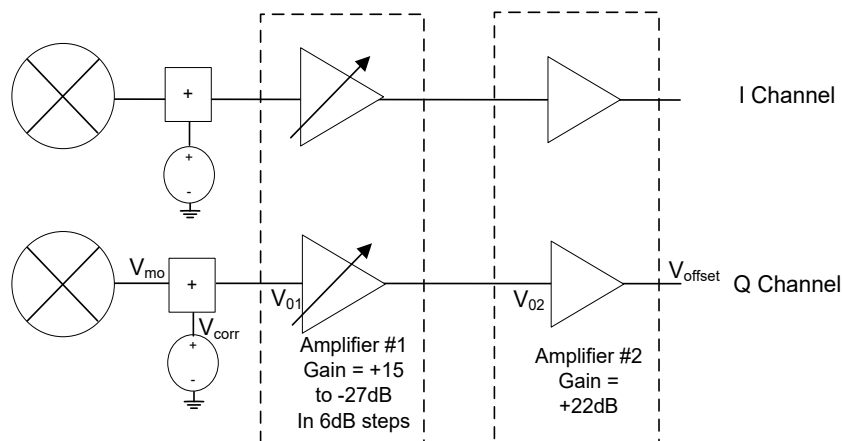 +
+
-
I Channel
V_mo
+
V_01
V_02
V_offset
Q Channel
V_corr
+
-
Amplifier #1
Gain = +15
to -27dB
In 6dB steps
Amplifier #2
Gain =
+22dB